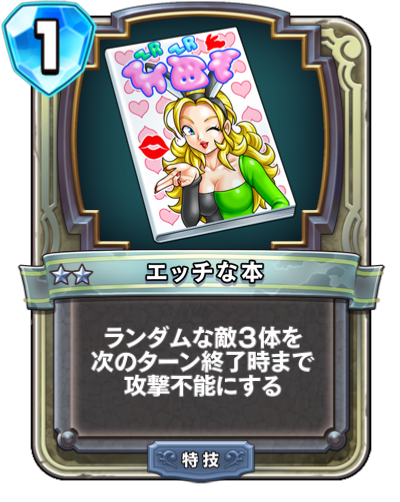 1
エッチな本
ランダムな敵3体を
次のターン終了時まで
攻撃不能にする
特技